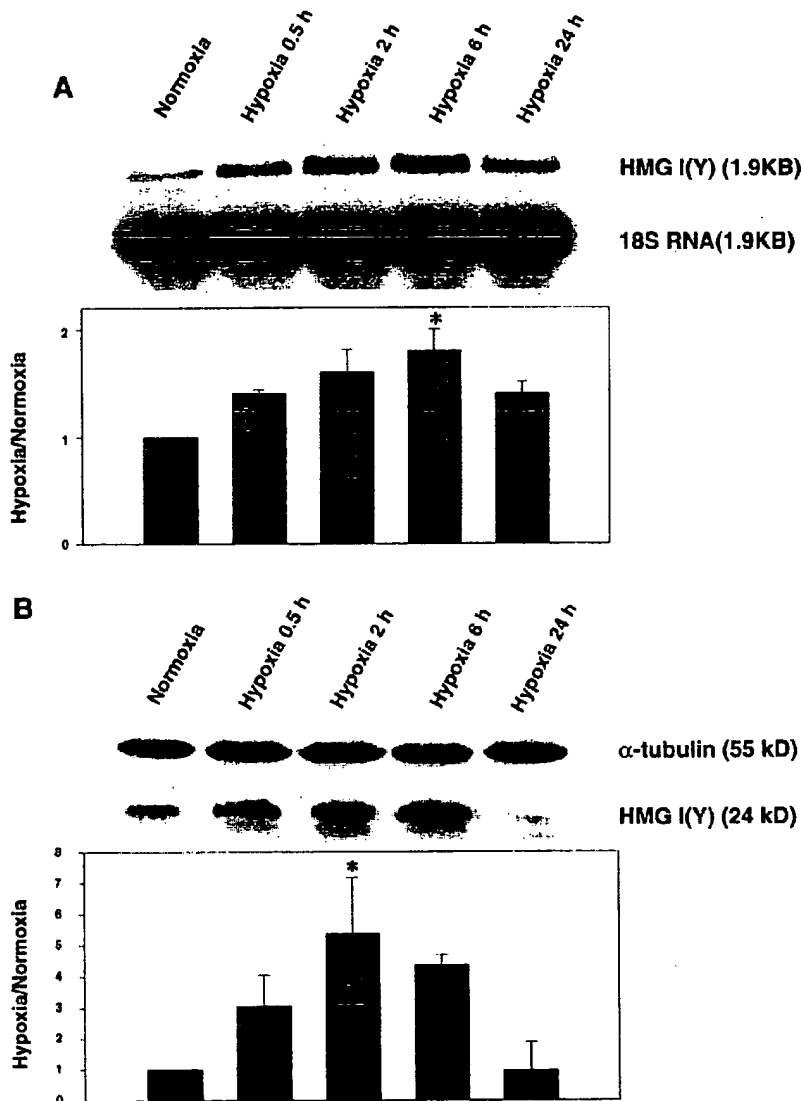 A
Normoxia
Hypoxia 0.5 h
Hypoxia 2 h
Hypoxia 6 h
Hypoxia 24 h
HMG I(Y) (1.9KB)
18S RNA(1.9KB)
Hypoxia/Normoxia
2
1
0
*
B
Normoxia
Hypoxia 0.5 h
Hypoxia 2 h
Hypoxia 6 h
Hypoxia 24 h
α-tubulin (55 kD)
HMG I(Y) (24 kD)
Hypoxia/Normoxia
8
7
6
5
4
3
2
1
0
*